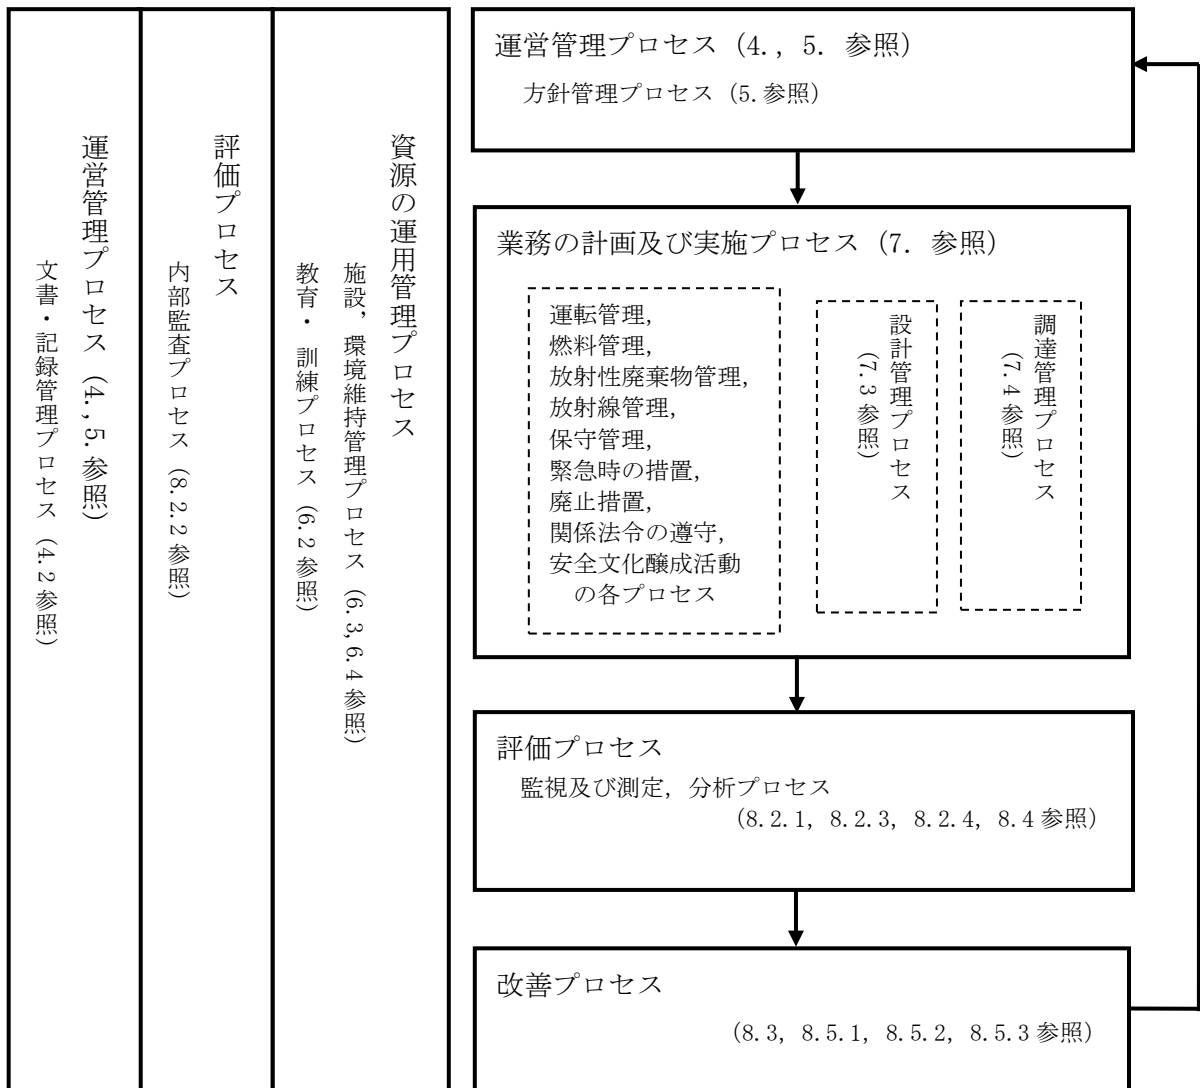 運営管理プロセス（4.，5．参照）
文書・記録管理プロセス（4.2参照）
評価プロセス
内部監査プロセス（8.2.2参照）
資源の運用管理プロセス
施設，環境維持管理プロセス（6.3,6.4参照）
教育・訓練プロセス（6.2参照）
運営管理プロセス（4.，5．参照）
方針管理プロセス（5.参照）
業務の計画及び実施プロセス（7．参照）
運転管理，
燃料管理，
放射性廃棄物管理，
放射線管理，
保守管理，
緊急時の措置，
廃止措置，
関係法令の遵守，
安全文化醸成活動
の各プロセス
設計管理プロセス
（7.3参照）
調達管理プロセス
（7.4参照）
評価プロセス
監視及び測定，分析プロセス
（8.2.1，8.2.3，8.2.4，8.4参照）
改善プロセス
（8.3，8.5.1，8.5.2，8.5.3参照）